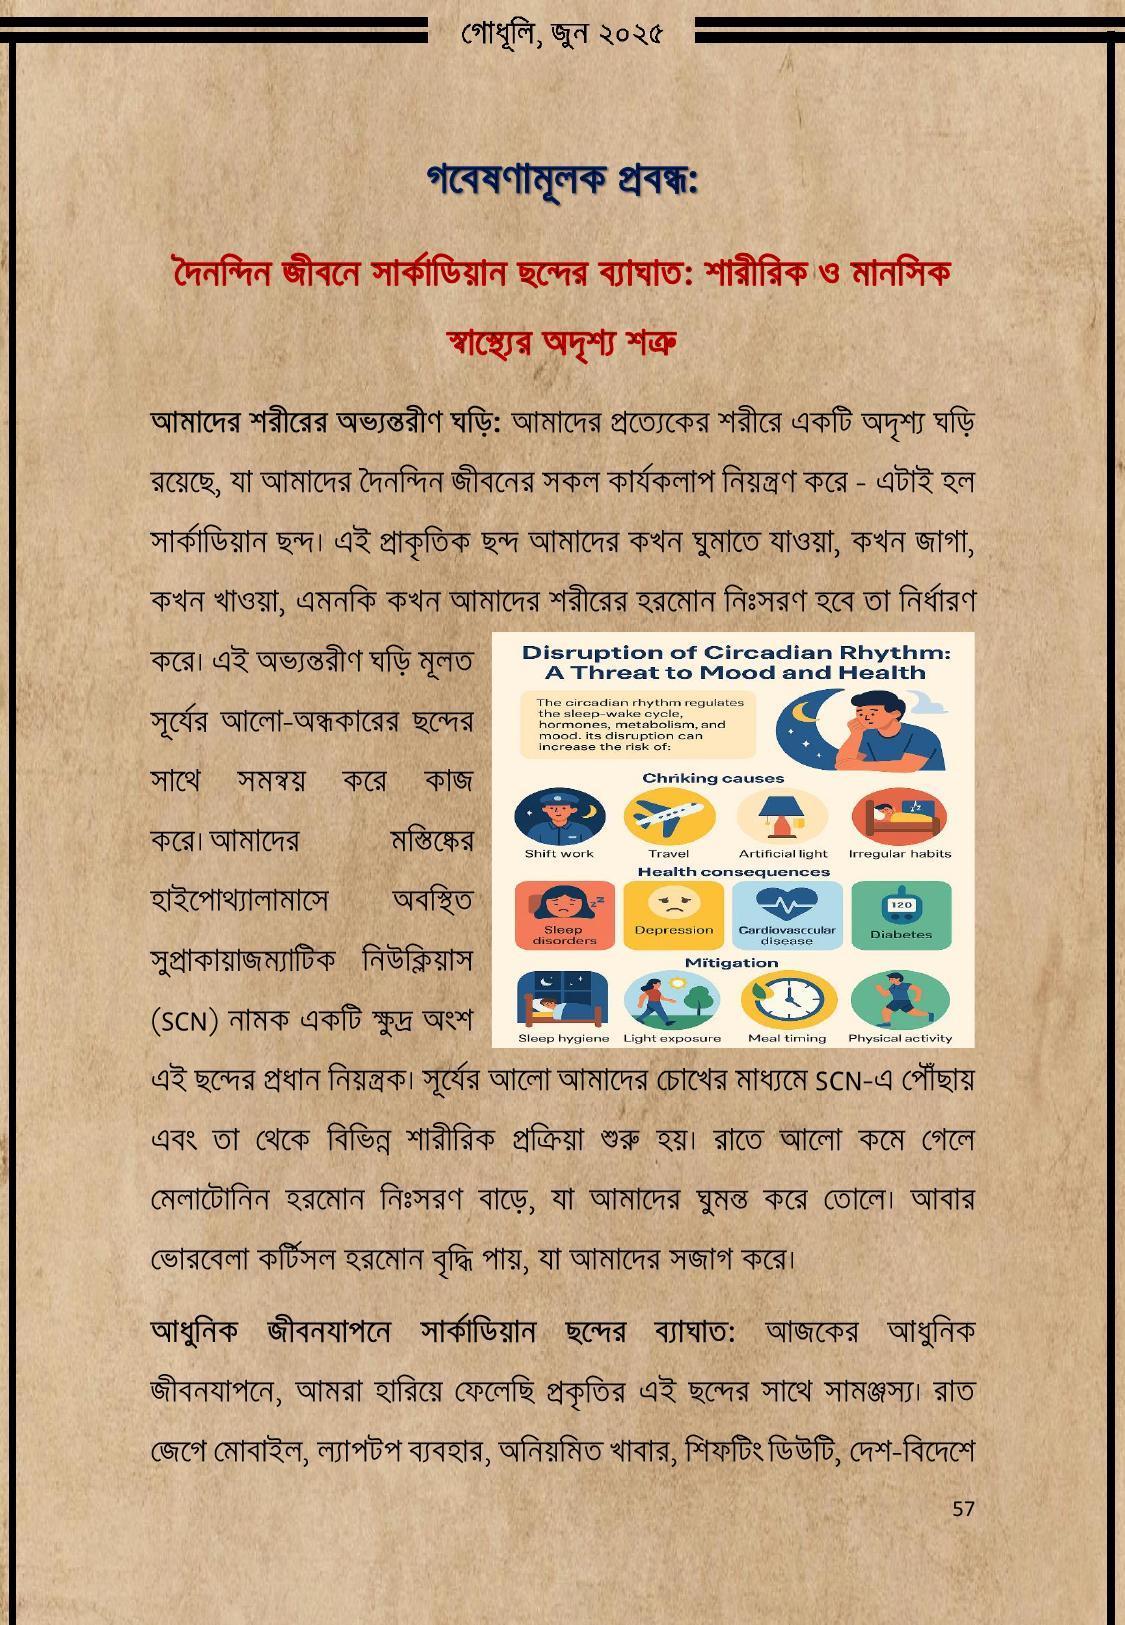 গোধূলি, জুন ২০২৫
গবেষণামূলক প্রবন্ধ:
দৈনন্দিন জীবনে সার্কাডিয়ান ছন্দের ব্যাঘাত: শারীরিক ও মানসিক
স্বাস্থ্যের অদৃশ্য শত্রু
আমাদের শরীরের অভ্যন্তরীণ ঘড়ি: আমাদের প্রত্যেকের শরীরে একটি অদৃশ্য ঘড়ি
রয়েছে, যা আমাদের দৈনন্দিন জীবনের সকল কার্যকলাপ নিয়ন্ত্রণ করে - এটাই হল
সার্কাডিয়ান ছন্দ। এই প্রাকৃতিক ছন্দ আমাদের কখন ঘুমাতে যাওয়া, কখন জাগা,
কখন খাওয়া, এমনকি কখন আমাদের শরীরের হরমোন নিঃসরণ হবে তা নির্ধারণ
করে। এই অভ্যন্তরীণ ঘড়ি মূলত
সূর্যের আলো-অন্ধকারের ছন্দের
সাথে সমন্বয় করে কাজ
করে। আমাদের মস্তিষ্কের
হাইপোথ্যালামাসে অবস্থিত
সুপ্রাকায়াজম্যাটিক নিউক্লিয়াস
(SCN) নামক একটি ক্ষুদ্র অংশ
Disruption of Circadian Rhythm:
A Threat to Mood and Health
The circadian rhythm regulates
the sleep-wake cycle,
hormones, metabolism, and
mood. its disruption can
increase the risk of:
Chriking causes
Shift work Travel Artificial light Irregular habits
Health consequences
Sleep disorders Depression Cardiovasccular disease 120 Diabetes
Mitigation
Sleep hygiene Light exposure Meal timing Physical activity
এই ছন্দের প্রধান নিয়ন্ত্রক। সূর্যের আলো আমাদের চোখের মাধ্যমে SCN-এ পৌঁছায়
এবং তা থেকে বিভিন্ন শারীরিক প্রক্রিয়া শুরু হয়। রাতে আলো কমে গেলে
মেলাটোনিন হরমোন নিঃসরণ বাড়ে, যা আমাদের ঘুমন্ত করে তোলে। আবার
ভোরবেলা কর্টিসল হরমোন বৃদ্ধি পায়, যা আমাদের সজাগ করে।
আধুনিক জীবনযাপনে সার্কাডিয়ান ছন্দের ব্যাঘাত: আজকের আধুনিক
জীবনযাপনে, আমরা হারিয়ে ফেলেছি প্রকৃতির এই ছন্দের সাথে সামঞ্জস্য। রাত
জেগে মোবাইল, ল্যাপটপ ব্যবহার, অনিয়মিত খাবার, শিফটিং ডিউটি, দেশ-বিদেশে
57